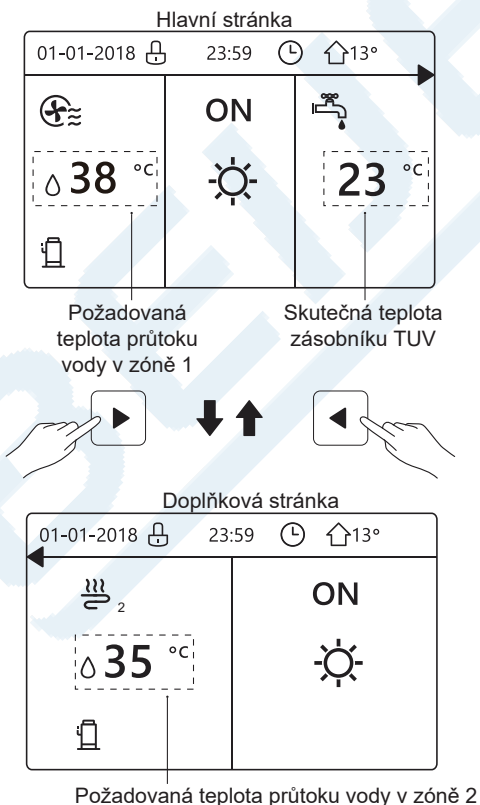 Hlavní stránka
01-01-2018 23:59 13°
ON
38 °C
23 °C
Požadovaná
teplota průtoku
vody v zóně 1
Skutečná teplota
zásobníku TUV
Doplňková stránka
01-01-2018 23:59 13°
2
ON
35 °C
Požadovaná teplota průtoku vody v zóně 2